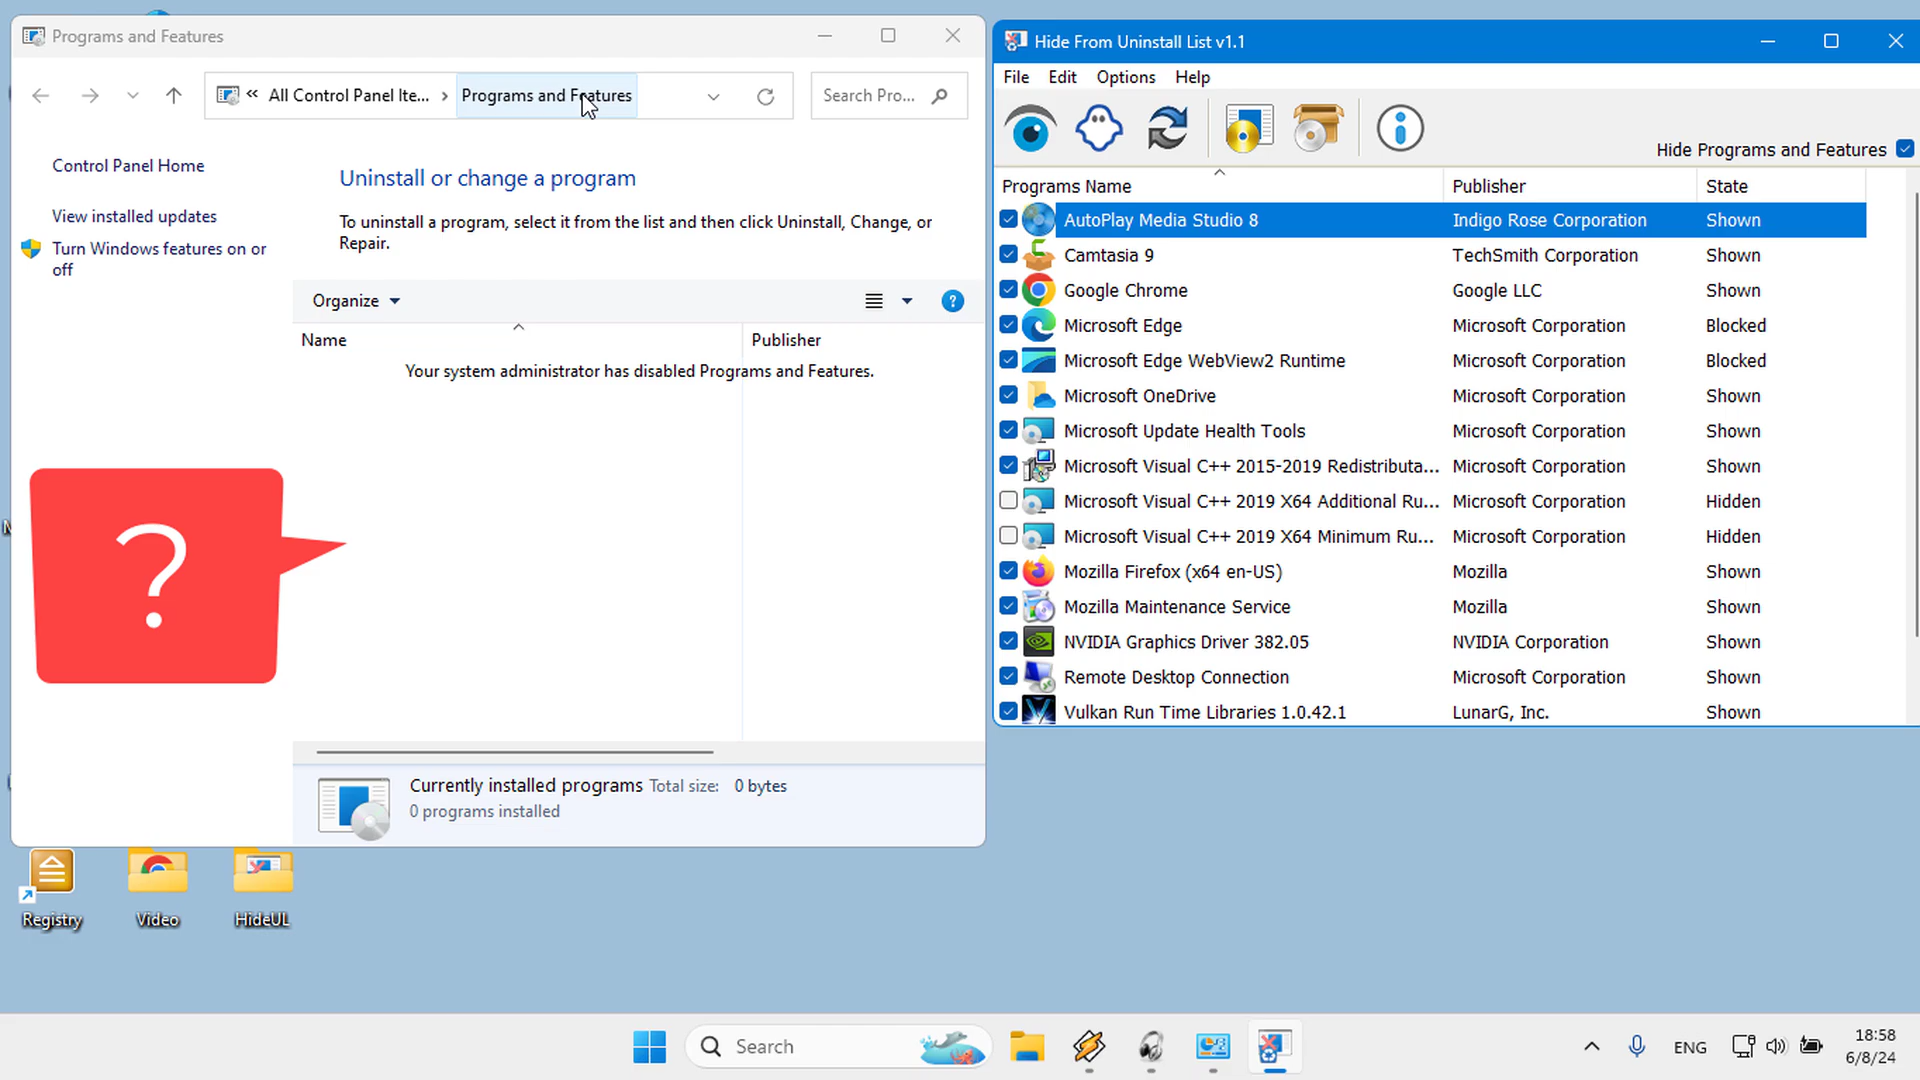 Programs and Features
« All Control Panel Ite... › Programs and Features
Search Pro...
Control Panel Home
View installed updates
Turn Windows features on or
off
Uninstall or change a program
To uninstall a program, select it from the list and then click Uninstall, Change, or
Repair.
Organize
?
Name Publisher
Your system administrator has disabled Programs and Features.
?
Currently installed programs Total size: 0 bytes
0 programs installed
Hide From Uninstall List v1.1
File Edit Options Help
Hide Programs and Features
Programs Name Publisher State
AutoPlay Media Studio 8 Indigo Rose Corporation Shown
Camtasia 9 TechSmith Corporation Shown
Google Chrome Google LLC Shown
Microsoft Edge Microsoft Corporation Blocked
Microsoft Edge WebView2 Runtime Microsoft Corporation Blocked
Microsoft OneDrive Microsoft Corporation Shown
Microsoft Update Health Tools Microsoft Corporation Shown
Microsoft Visual C++ 2015-2019 Redistributa... Microsoft Corporation Shown
Microsoft Visual C++ 2019 X64 Additional Ru... Microsoft Corporation Hidden
Microsoft Visual C++ 2019 X64 Minimum Ru... Microsoft Corporation Hidden
Mozilla Firefox (x64 en-US) Mozilla Shown
Mozilla Maintenance Service Mozilla Shown
NVIDIA Graphics Driver 382.05 NVIDIA Corporation Shown
Remote Desktop Connection Microsoft Corporation Shown
Vulkan Run Time Libraries 1.0.42.1 LunarG, Inc. Shown
Registry
Video
HideUL
Search
ENG
18:58
6/8/24